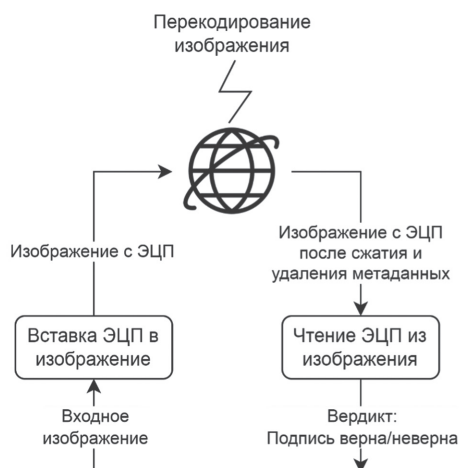 Перекодирование
изображения
Изображение с ЭЦП
Изображение с ЭЦП
после сжатия и
удаления метаданных
Вставка ЭЦП в
изображение
Чтение ЭЦП из
изображения
Входное
изображение
Вердикт:
Подпись верна/неверна